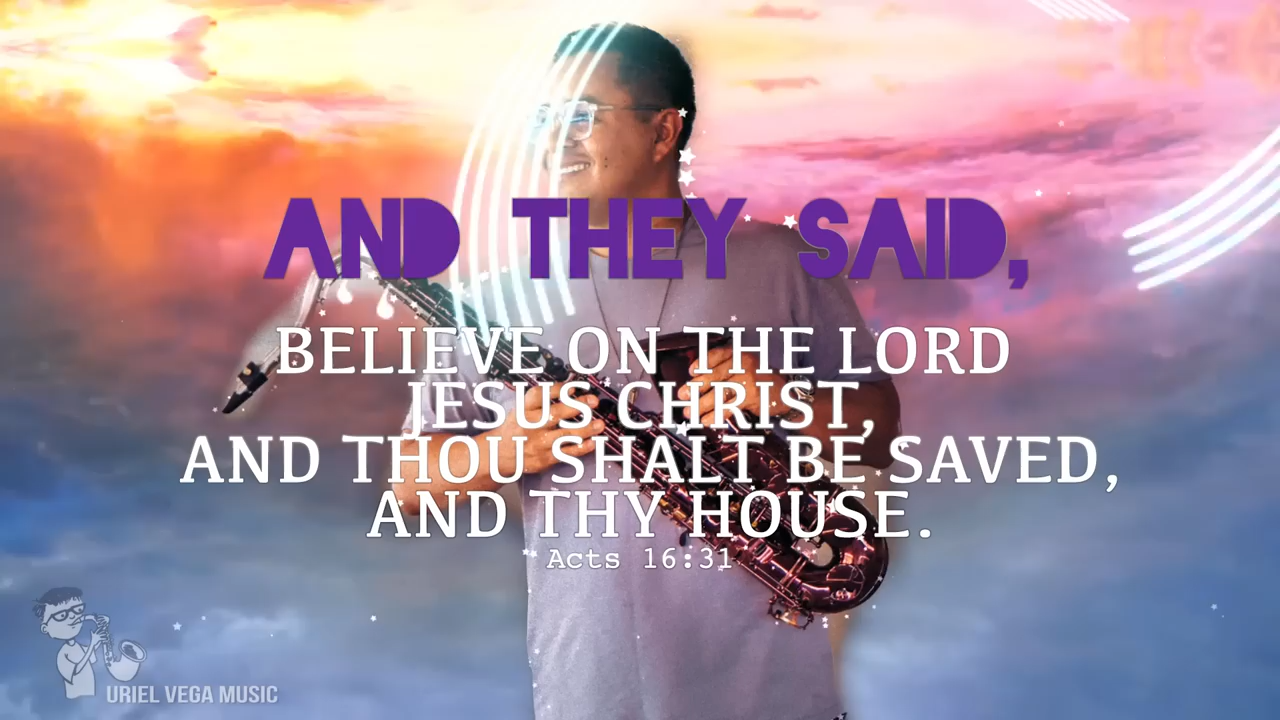 AND THEY SAID,
BELIEVE ON THE LORD
JESUS CHRIST,
AND THOU SHALT BE SAVED,
AND THY HOUSE.
Acts 16:31
URIEL VEGA MUSIC